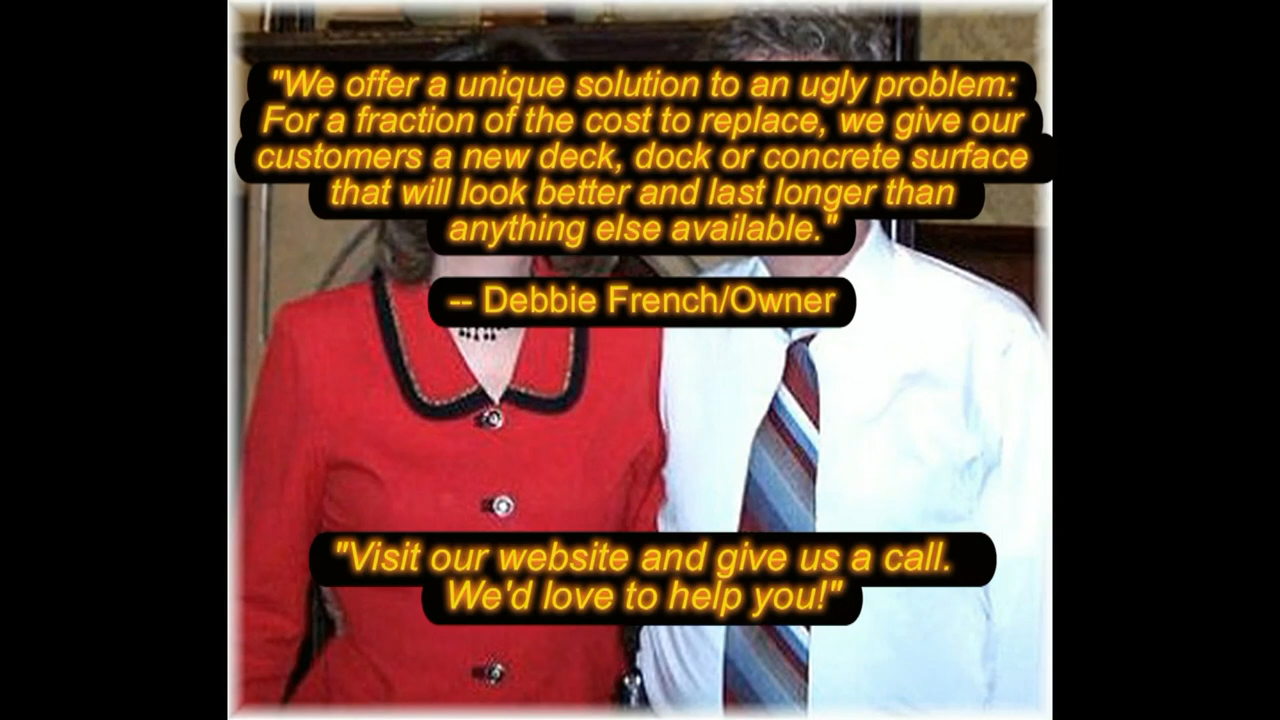 "We offer a unique solution to an ugly problem:
For a fraction of the cost to replace, we give our
customers a new deck, dock or concrete surface
that will look better and last longer than
anything else available."
-- Debbie French/Owner
"Visit our website and give us a call.
We'd love to help you!"